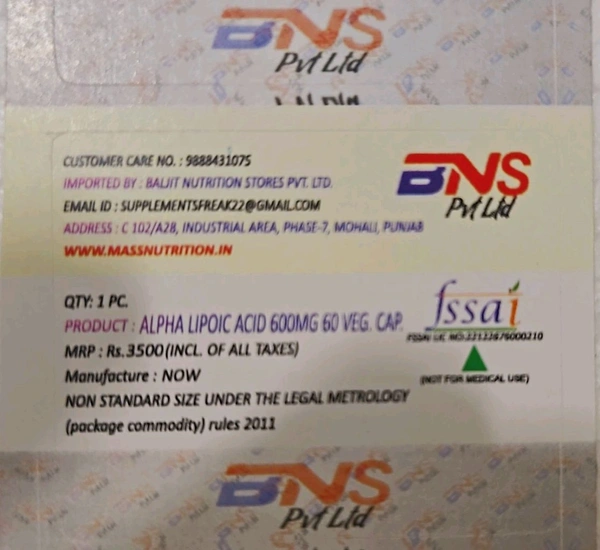 BNS
Pvt Ltd
CUSTOMER CARE NO. : 9888431075
IMPORTED BY : BALJIT NUTRITION STORES PVT. LTD.
EMAIL ID : SUPPLEMENTSFREAK22@GMAIL.COM
ADDRESS : C 102/A28, INDUSTRIAL AREA, PHASE-7, MOHALI, PUNJAB
WWW.MASSNUTRITION.IN
BNS
Pvt Ltd
QTY: 1 PC.
PRODUCT : ALPHA LIPOIC ACID 600MG 60 VEG. CAP.
MRP : Rs.3500(INCL. OF ALL TAXES)
Manufacture : NOW
NON STANDARD SIZE UNDER THE LEGAL METROLOGY
(package commodity) rules 2011
fssai
FSSAI LIC NO.
(NOT FOR MEDICAL USE)
BNS
Pvt Ltd